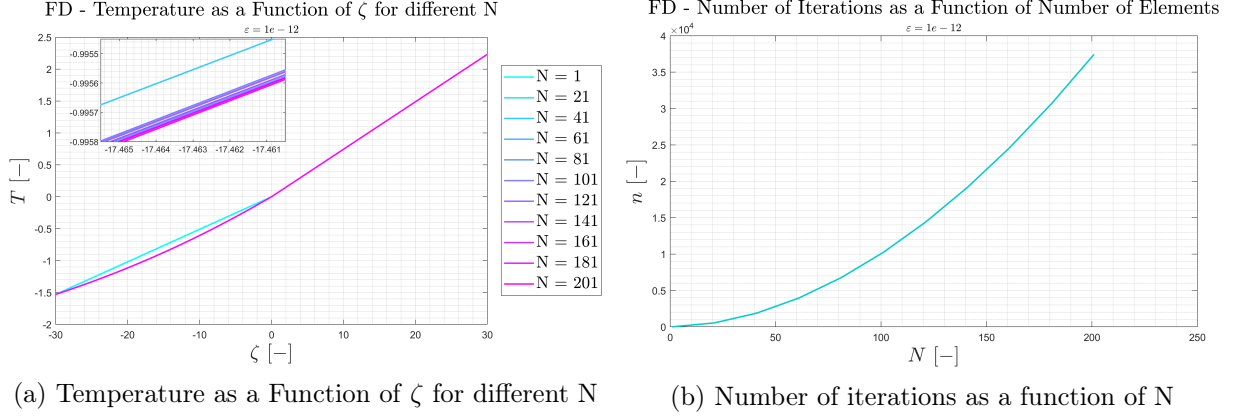 FD - Temperature as a Function of ζ for different N
ε = 1e − 12
2.5
2
1.5
1
0.5
0
-0.5
-1
-1.5
-2
-30
-20
-10
0
10
20
30
T [−]
ζ [−]
-0.9955
-0.9956
-0.9957
-0.9958
-17.465
-17.464
-17.463
-17.462
-17.461
N = 1
N = 21
N = 41
N = 61
N = 81
N = 101
N = 121
N = 141
N = 161
N = 181
N = 201
(a) Temperature as a Function of ζ for different N
FD - Number of Iterations as a Function of Number of Elements
ε = 1e − 12
×10⁴
4
3.5
3
2.5
2
1.5
1
0.5
0
0
50
100
150
200
250
n [−]
N [−]
(b) Number of iterations as a function of N